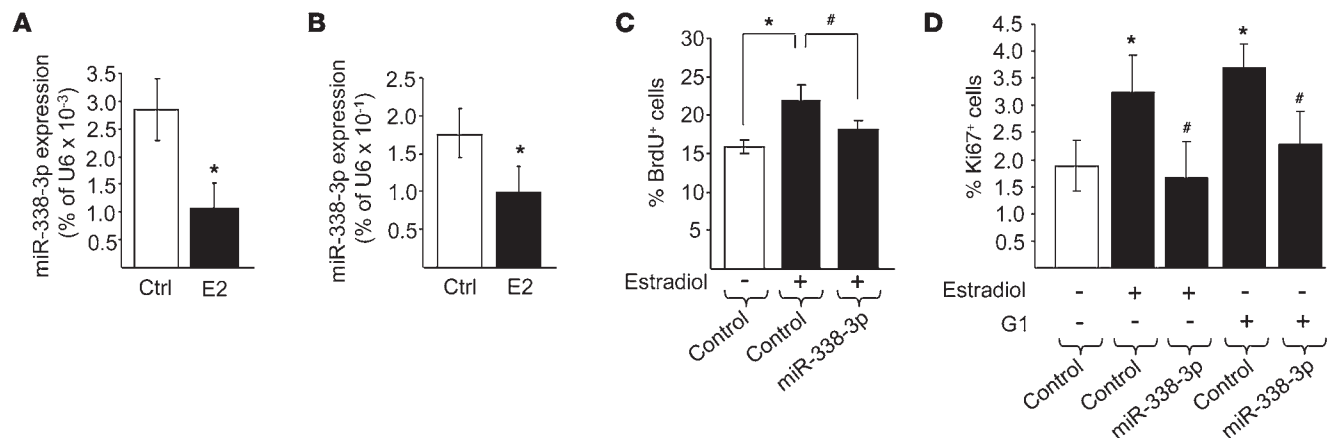 A
miR-338-3p expression
(% of U6 x 10⁻³)
3.5
3.0
2.5
2.0
1.5
1.0
0.5
*
Ctrl
E2
B
miR-338-3p expression
(% of U6 x 10⁻¹)
2.5
2.0
1.5
1.0
0.5
*
Ctrl
E2
C
% BrdU⁺ cells
30
25
20
15
10
5
*
#
Estradiol - + +
Control
Control
miR-338-3p
D
% Ki67⁺ cells
4.5
4.0
3.5
3.0
2.5
2.0
1.5
1.0
0.5
*
#
*
#
Estradiol - + + - -
G1 - - - + +
Control
Control
miR-338-3p
Control
miR-338-3p